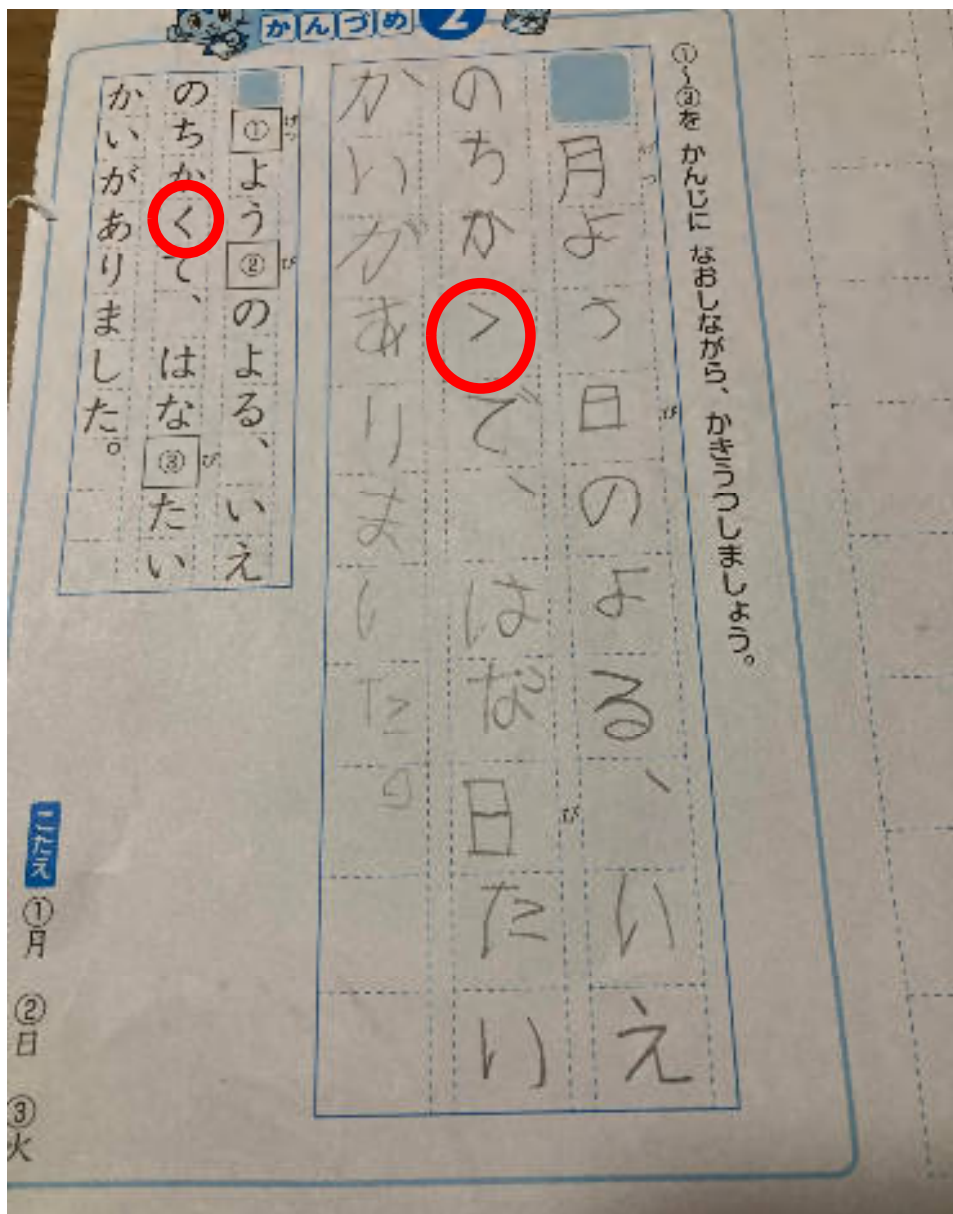 かんづめ 2
①~③を かんじに なおしながら、かきうつしましょう。
月よう日のよる、いえ
のちかくで、はな日たい
かいがありました。
①よう②のよる、いえ
のちかくで、はな③たい
かいがありました。
こたえ ①月 ②日 ③火